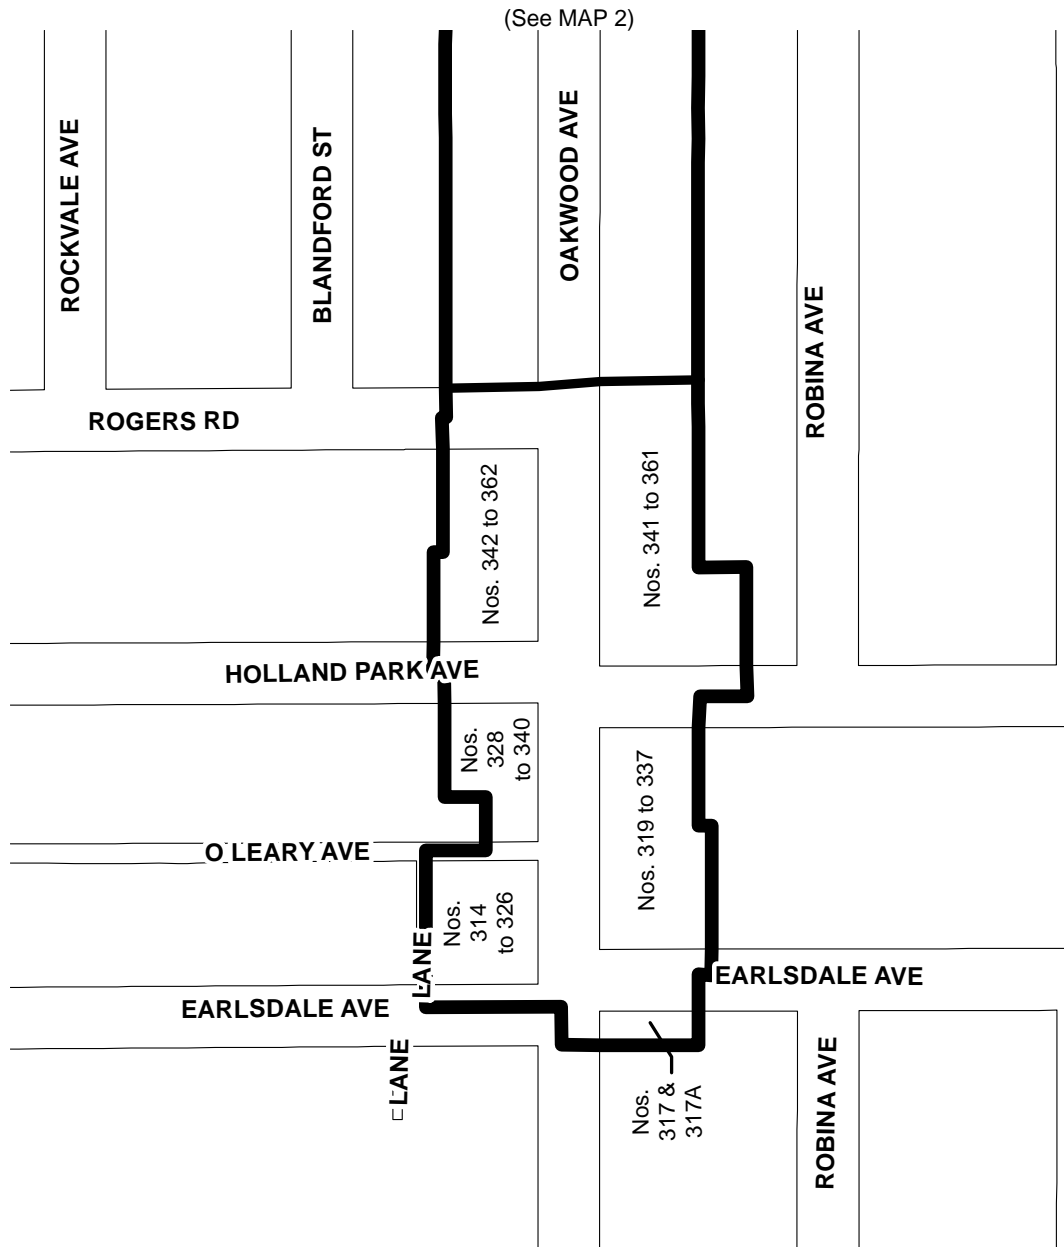 (See MAP 2)
ROCKVALE AVE
BLANDFORD ST
OAKWOOD AVE
ROBINA AVE
ROGERS RD
Nos. 342 to 362
Nos. 341 to 361
HOLLAND PARK AVE
Nos.
328
to 340
Nos. 319 to 337
O LEARY AVE
Nos.
314
to 326
LANE
EARLSDALE AVE
EARLSDALE AVE
LANE
Nos.
317 &
317A
ROBINA AVE